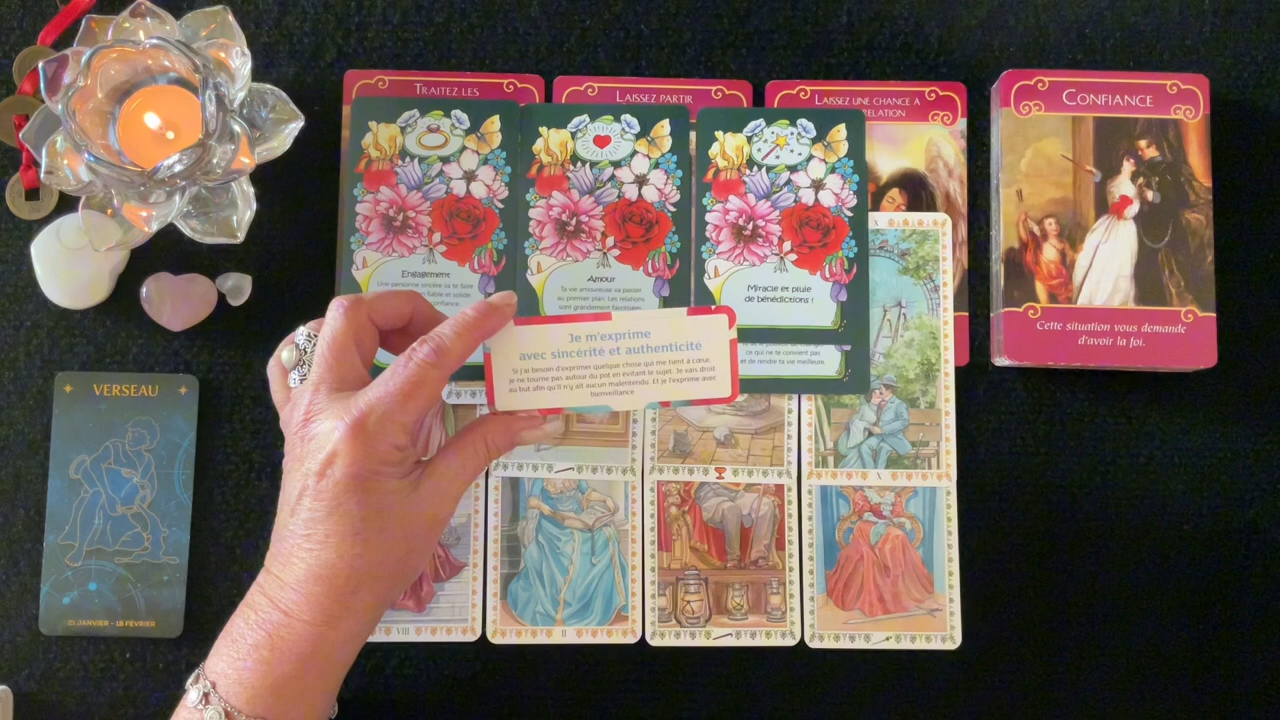 TRAITEZ LES
LAISSEZ PARTIR
LAISSEZ UNE CHANCE A
RELATION
CONFIANCE
Cette situation vous demande
d'avoir la foi.
Engagement
Une personne sincère va te faire
fiable et solide
confiance.
Amour
Ta vie amoureuse va passer
au premier plan. Les relations
sont grandement favorisées
Miracle et pluie
de bénédictions !
ce qui ne te convient pas
et de rendre ta vie meilleure.
Je m'exprime
avec sincérité et authenticité
Si j'ai besoin d'exprimer quelque chose qui me tient à cœur,
je ne tourne pas autour du pot en évitant le sujet. Je vais droit
au but afin qu'il n'y ait aucun malentendu. Et je l'exprime avec
bienveillance
X
X
VERSEAU
21 JANVIER - 18 FÉVRIER
VIII
II